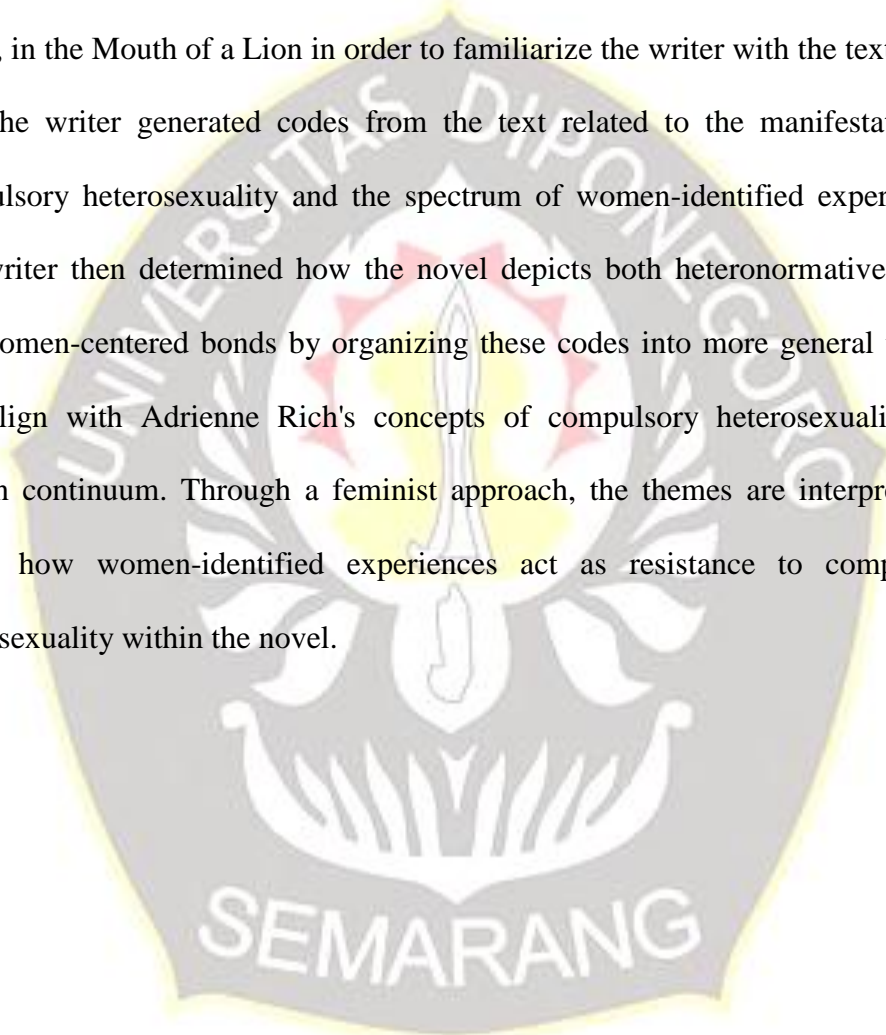 , in the Mouth of a Lion in order to familiarize the writer with the text
he writer generated codes from the text related to the manifesta
ulsory heterosexuality and the spectrum of women-identified exper
writer then determined how the novel depicts both heteronormative
omen-centered bonds by organizing these codes into more general
lign with Adrienne Rich's concepts of compulsory heterosexuali
n continuum. Through a feminist approach, the themes are interpre
how women-identified experiences act as resistance to comp
sexuality within the novel.
UNIVERSITAS DIPONEGORO
SEMARANG